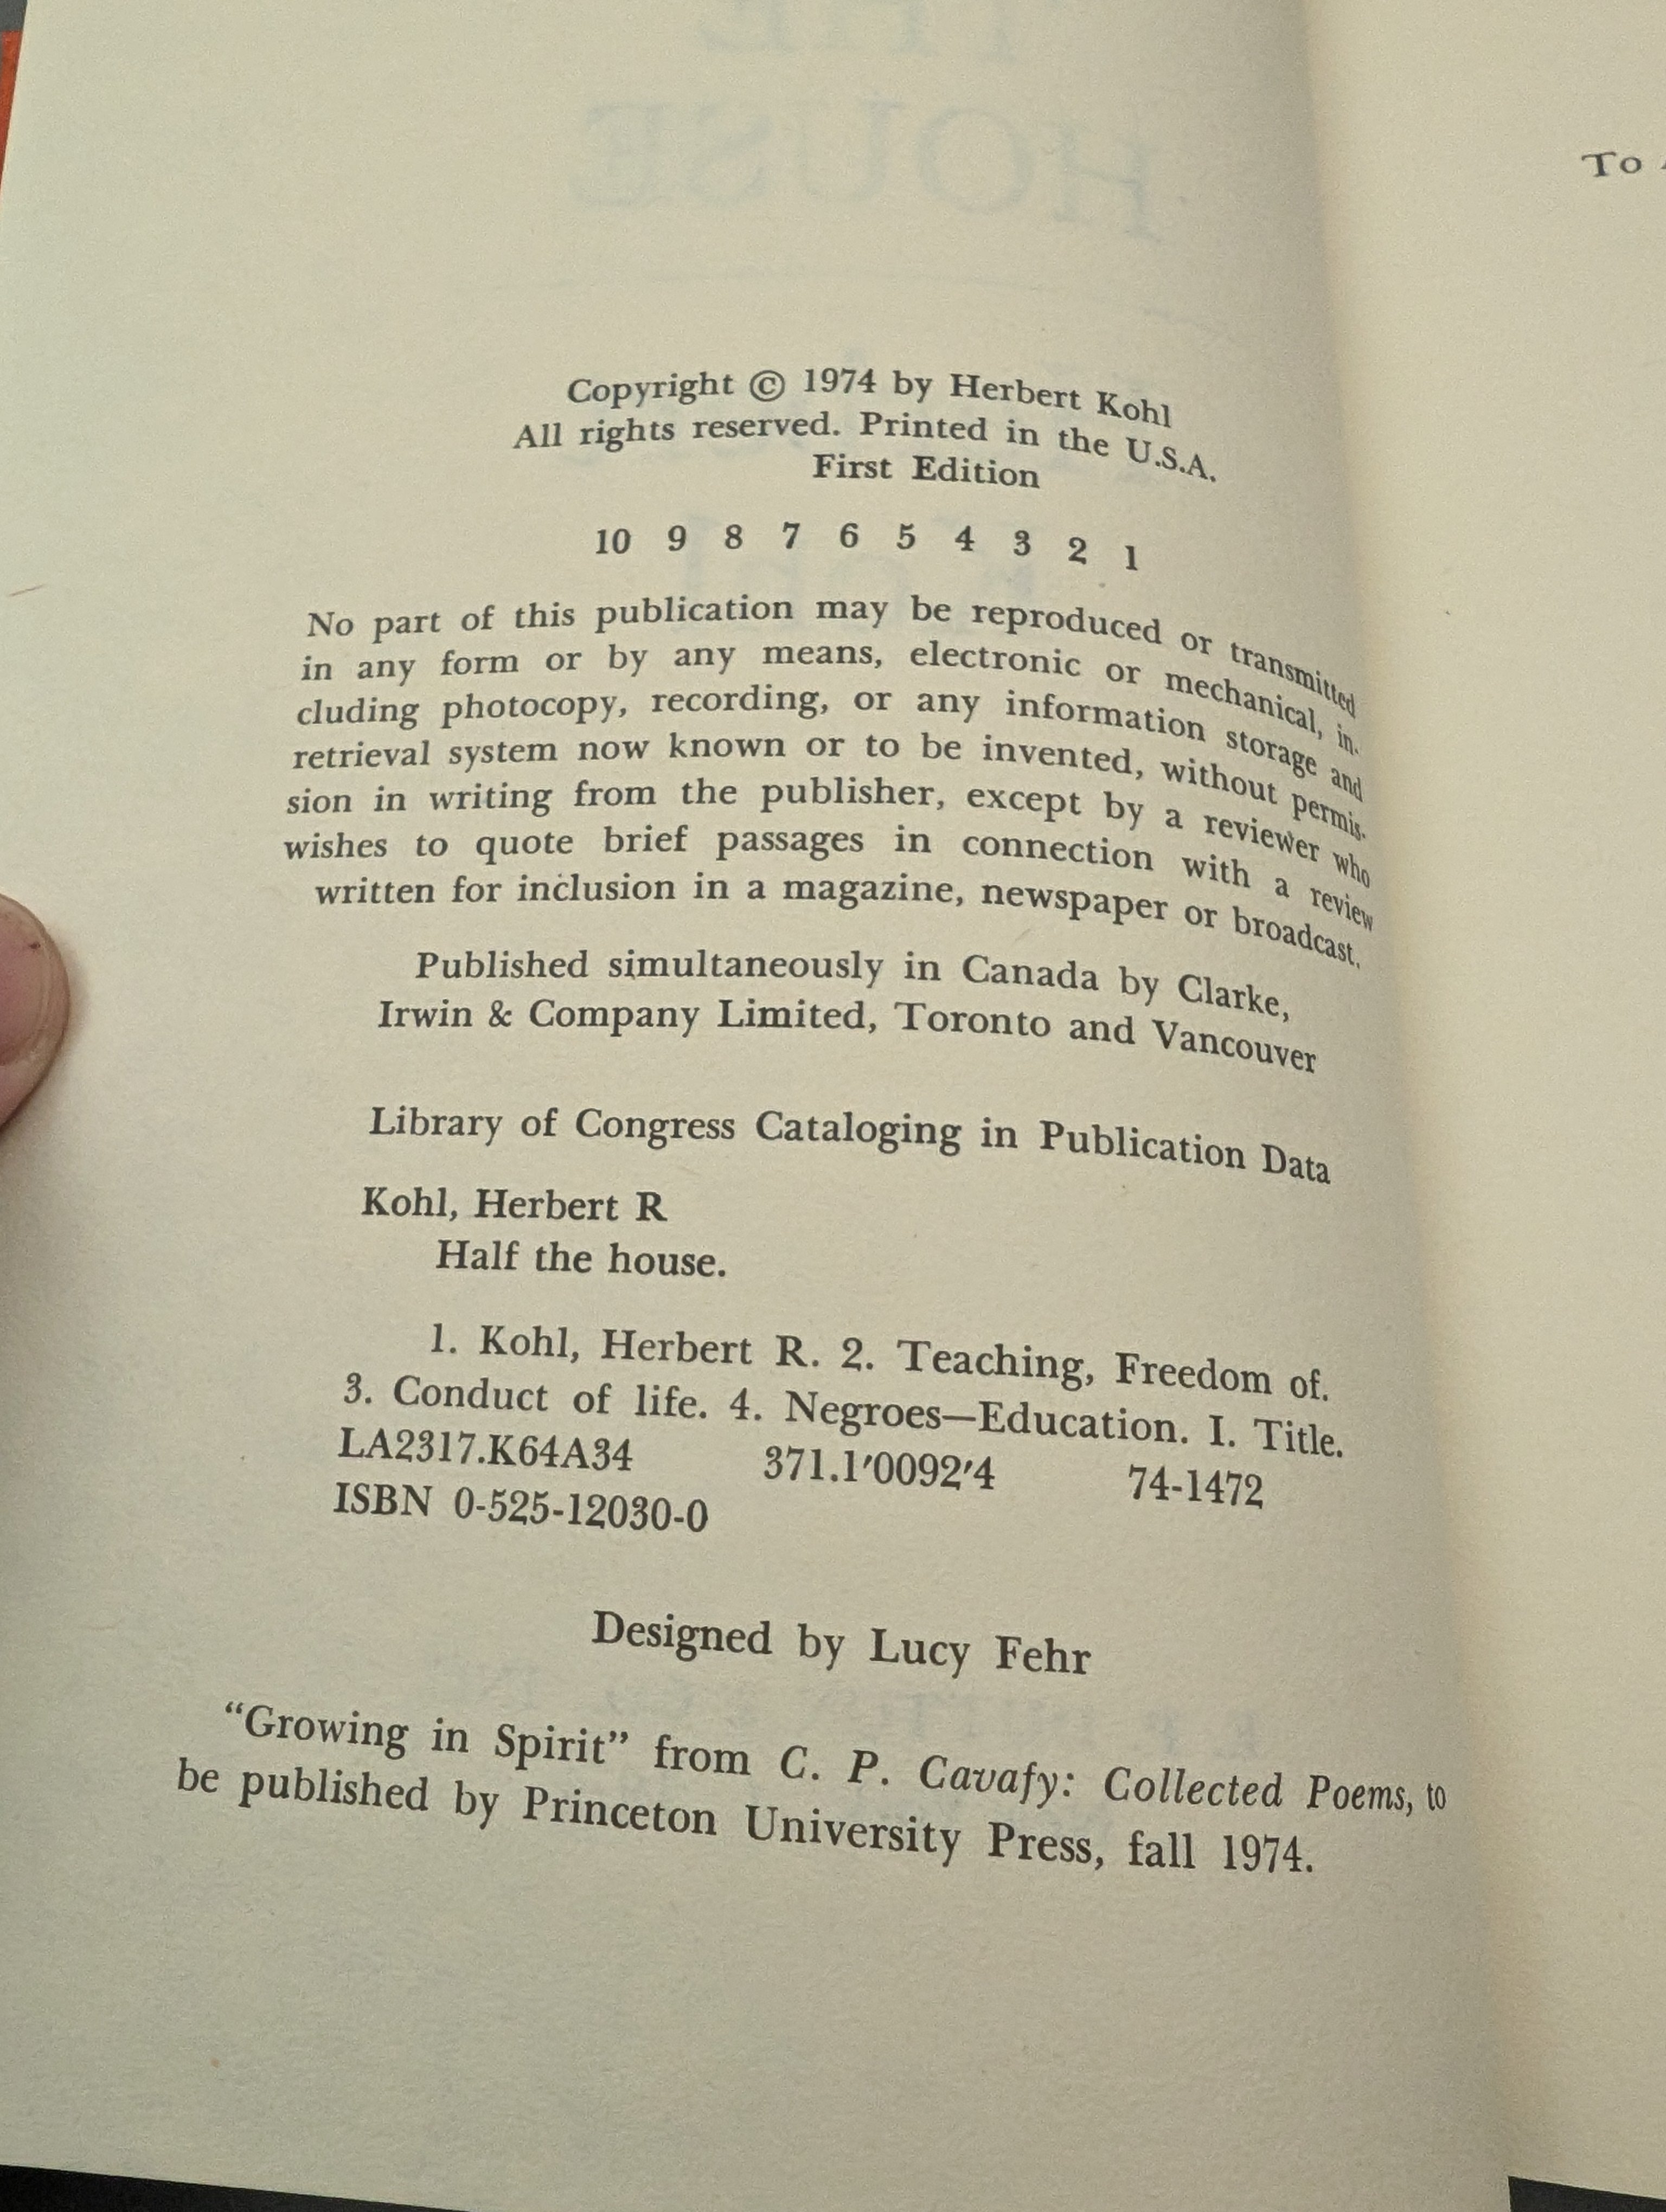 Copyright © 1974 by Herbert Kohl
All rights reserved. Printed in the U.S.A.
First Edition
10 9 8 7 6 5 4 3 2 1
No part of this publication may be reproduced or transmitted
in any form or by any means, electronic or mechanical, in-
cluding photocopy, recording, or any information storage and
retrieval system now known or to be invented, without permis-
sion in writing from the publisher, except by a reviewer who
wishes to quote brief passages in connection with a review
written for inclusion in a magazine, newspaper or broadcast.
Published simultaneously in Canada by Clarke,
Irwin & Company Limited, Toronto and Vancouver
Library of Congress Cataloging in Publication Data
Kohl, Herbert R
Half the house.
1. Kohl, Herbert R. 2. Teaching, Freedom of.
3. Conduct of life. 4. Negroes—Education. I. Title.
LA2317.K64A34 371.1′0092′4 74-1472
ISBN 0-525-12030-0
Designed by Lucy Fehr
“Growing in Spirit” from C. P. Cavafy: Collected Poems, to
be published by Princeton University Press, fall 1974.
To